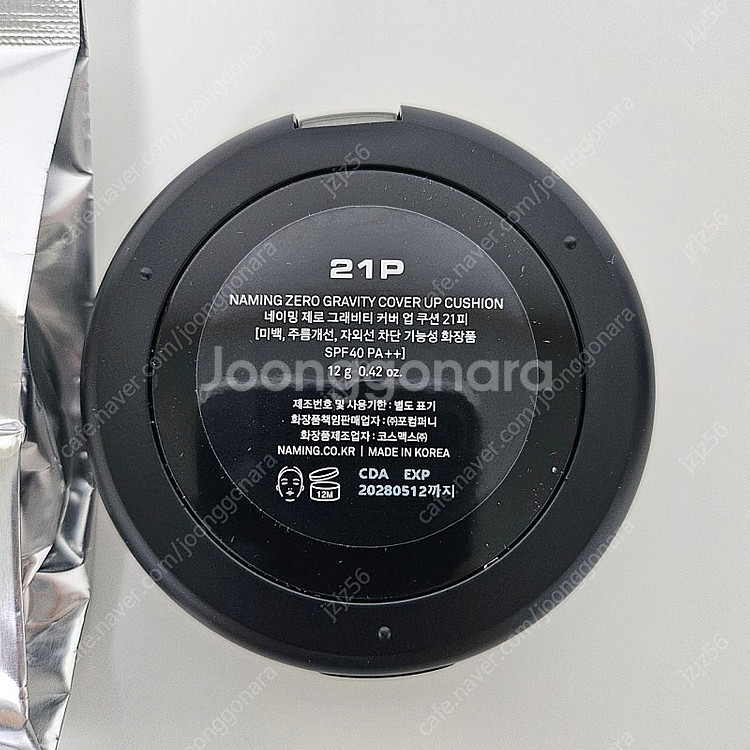 21P
NAMING ZERO GRAVITY COVER UP CUSHION
네이밍 제로 그래비티 커버 업 쿠션 21피
[미백, 주름개선, 자외선 차단 기능성 화장품
SPF40 PA++]
12 g 0.42 oz.
Joonggonara
제조번호 및 사용기한 : 별도 표기
화장품책임판매업자 : ㈜포컴퍼니
화장품제조업자 : 코스맥스㈜
NAMING.CO.KR | MADE IN KOREA
12M
CDA EXP
20280512까지
cafe.naver.com/joonggonara
jzjz56